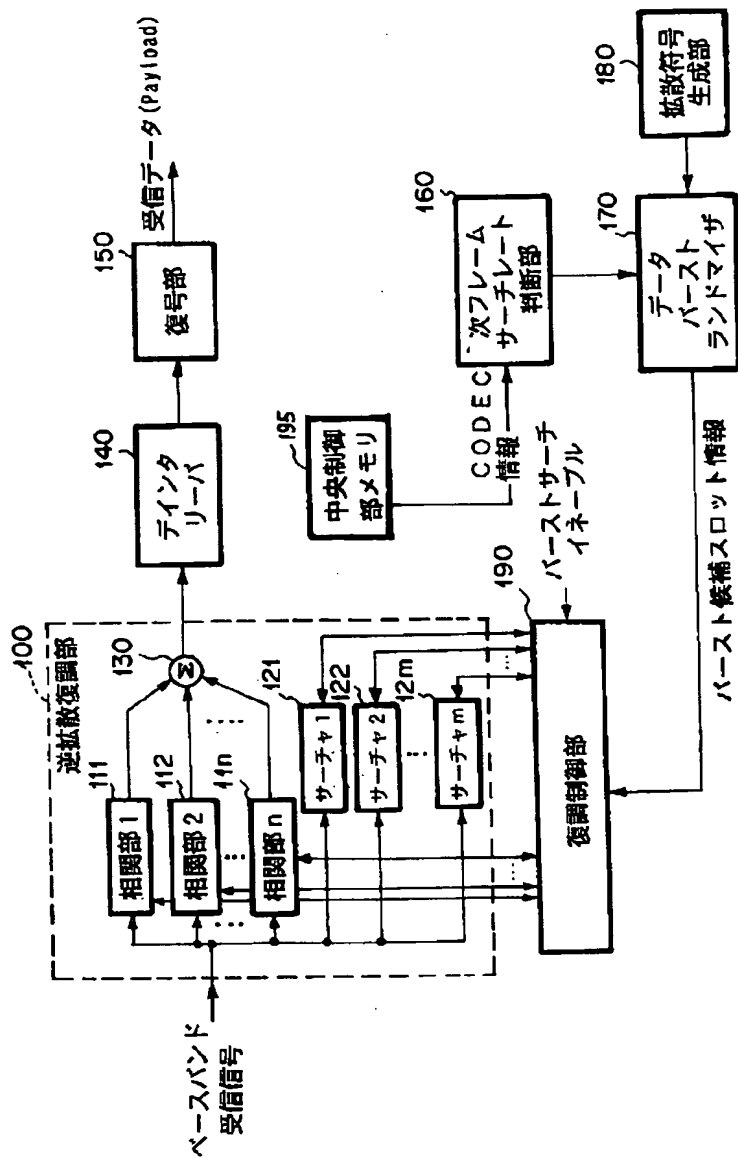 100
逆拡散復調部
ベースバンド
受信信号
111
相関部1
112
相関部2
11n
相関部n
130
Σ
121
サーチャ1
122
サーチャ2
12m
サーチャm
140
デインタ
リーバ
150
復号部
受信データ(Payload)
195
中央制御
部メモリ
CODEC
情報
160
次フレーム
サーチレート
判断部
170
データ
バースト
ランドマイザ
180
拡散符号
生成部
バーストサーチ
イネーブル
190
復調制御部
バースト候補スロット情報